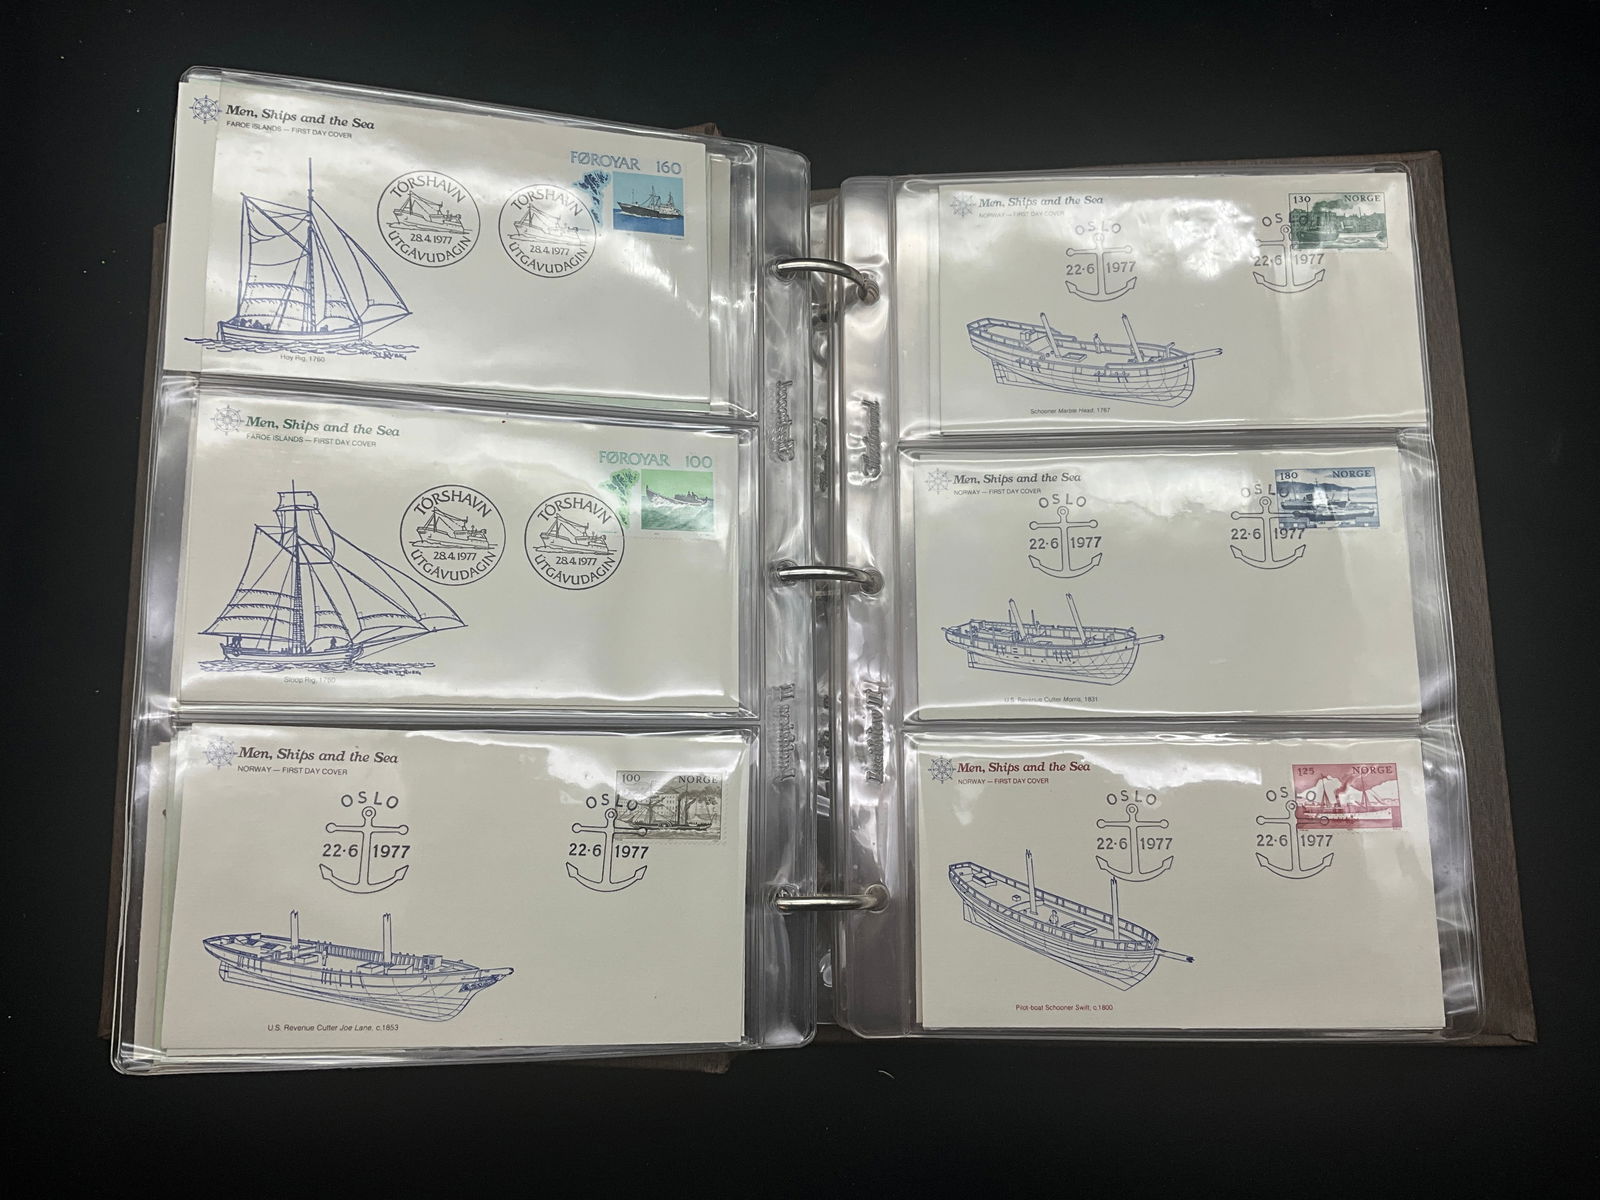 Men, Ships and the Sea
FAROE ISLANDS — FIRST DAY COVER
FØROYAR 160
TÓRSHAVN
28.4.1977
ÚTGÁVUDAGIN
TÓRSHAVN
28.4.1977
ÚTGÁVUDAGIN
Hoy Rig, 1760
Men, Ships and the Sea
FAROE ISLANDS — FIRST DAY COVER
FØROYAR 100
TÓRSHAVN
28.4.1977
ÚTGÁVUDAGIN
TÓRSHAVN
28.4.1977
ÚTGÁVUDAGIN
Sloop Rig, 1760
Men, Ships and the Sea
NORWAY — FIRST DAY COVER
100 NORGE
OSLO
22·6 1977
OSLO
22·6 1977
U.S. Revenue Cutter Joe Lane, c.1853
Men, Ships and the Sea
NORWAY — FIRST DAY COVER
130 NORGE
OSLO
22·6 1977
OSLO
22·6 1977
Schooner Marble Head, 1767
Men, Ships and the Sea
NORWAY — FIRST DAY COVER
180 NORGE
OSLO
22·6 1977
OSLO
22·6 1977
U.S. Revenue Cutter Morris, 1831
Men, Ships and the Sea
NORWAY — FIRST DAY COVER
125 NORGE
OSLO
22·6 1977
OSLO
22·6 1977
Pilot-boat Schooner Swift, c.1800